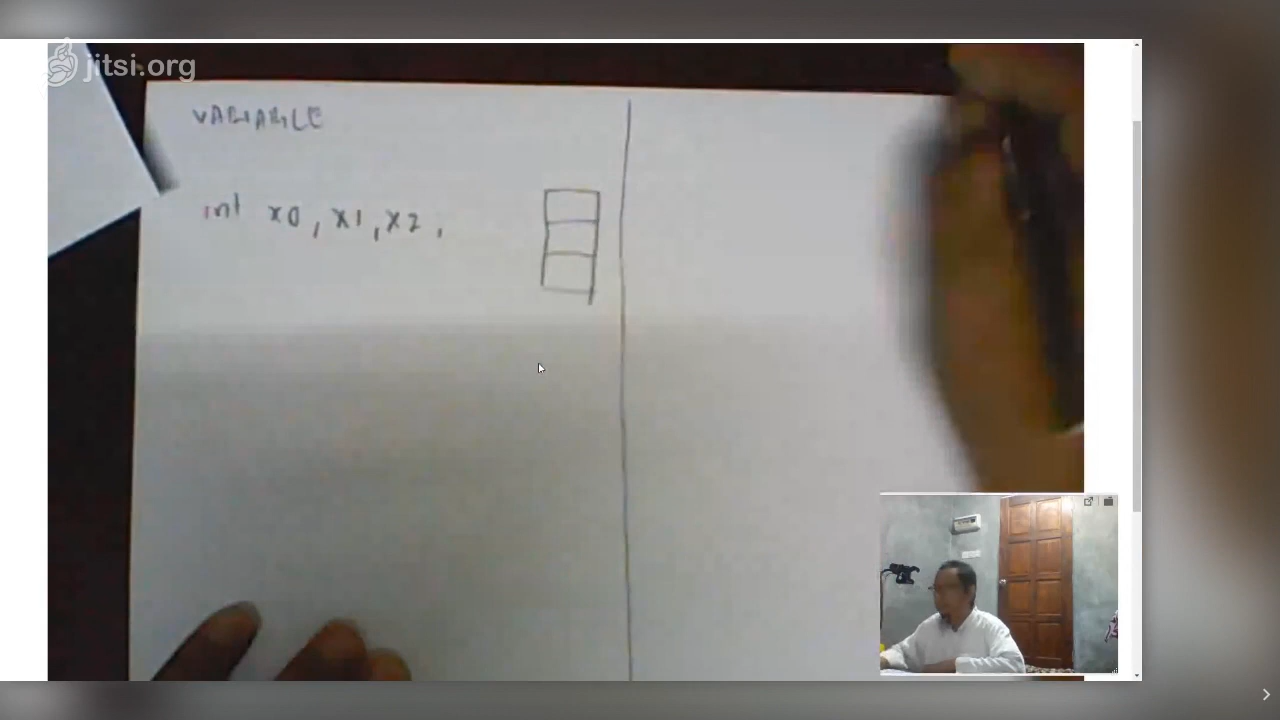 jitsi.org
VARIABLE
int x0, x1, x2,